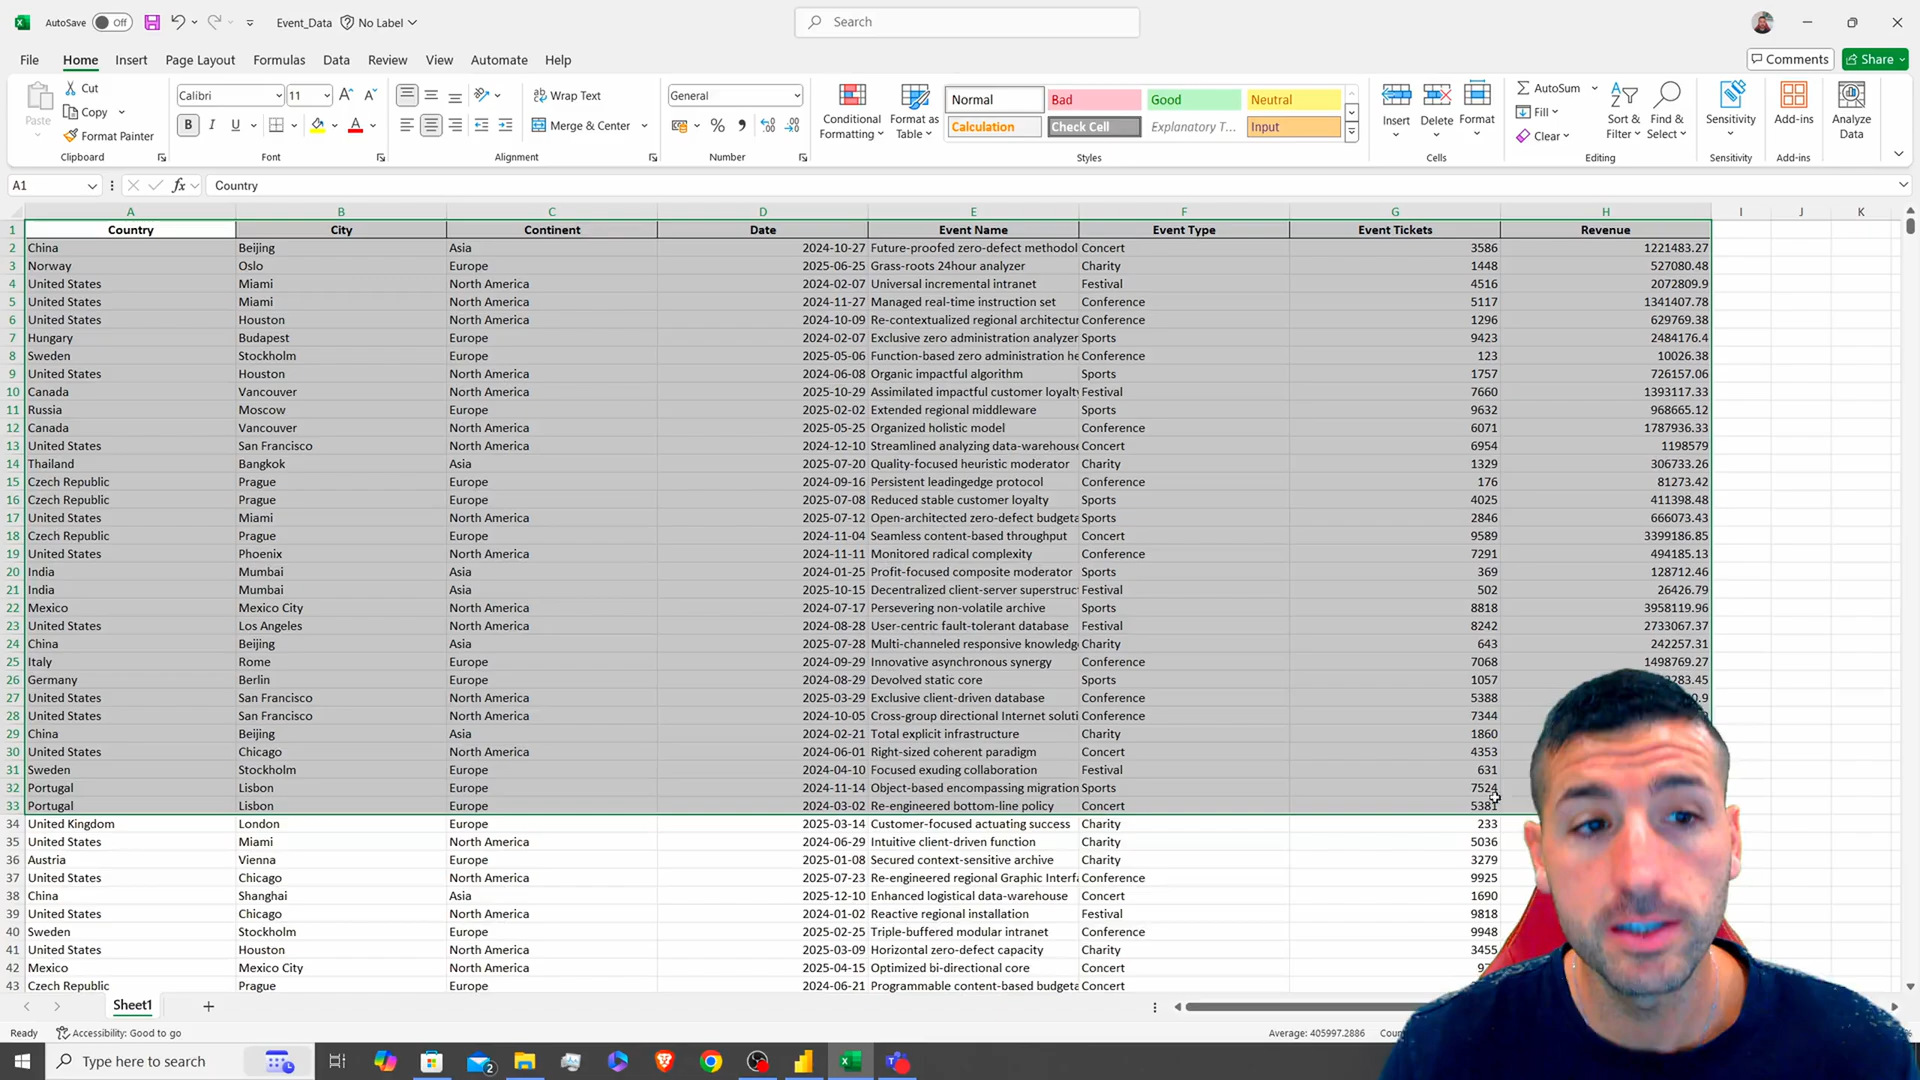 AutoSave Off Event_Data No Label Search
File Home Insert Page Layout Formulas Data Review View Automate Help Comments Share
Paste Cut Copy Format Painter Clipboard
Calibri 11 B I U Font
Wrap Text Merge & Center Alignment
General Number
Conditional Formatting Format as Table Normal Bad Good Neutral Calculation Check Cell Explanatory T... Input Styles
Insert Delete Format Cells
AutoSum Fill Clear Sort & Filter Find & Select Editing
Sensitivity Sensitivity Add-ins Add-ins Analyze Data
A1 fx Country
A B C D E F G H I J K
1 Country City Continent Date Event Name Event Type Event Tickets Revenue
2 China Beijing Asia 2024-10-27 Future-proofed zero-defect methodol Concert 3586 1221483.27
3 Norway Oslo Europe 2025-06-25 Grass-roots 24hour analyzer Charity 1448 527080.48
4 United States Miami North America 2024-02-07 Universal incremental intranet Festival 4516 2072809.9
5 United States Miami North America 2024-11-27 Managed real-time instruction set Conference 5117 1341407.78
6 United States Houston North America 2024-10-09 Re-contextualized regional architectur Conference 1296 629769.38
7 Hungary Budapest Europe 2024-02-07 Exclusive zero administration analyzer Sports 9423 2484176.4
8 Sweden Stockholm Europe 2025-05-06 Function-based zero administration he Conference 123 10026.38
9 United States Houston North America 2024-06-08 Organic impactful algorithm Sports 1757 726157.06
10 Canada Vancouver North America 2025-10-29 Assimilated impactful customer loyalty Festival 7660 1393117.33
11 Russia Moscow Europe 2025-02-02 Extended regional middleware Sports 9632 968665.12
12 Canada Vancouver North America 2025-05-25 Organized holistic model Conference 6071 1787936.33
13 United States San Francisco North America 2024-12-10 Streamlined analyzing data-warehouse Concert 6954 1198579
14 Thailand Bangkok Asia 2025-07-20 Quality-focused heuristic moderator Charity 1329 306733.26
15 Czech Republic Prague Europe 2024-09-16 Persistent leadingedge protocol Conference 176 81273.42
16 Czech Republic Prague Europe 2025-07-08 Reduced stable customer loyalty Sports 4025 411398.48
17 United States Miami North America 2025-07-12 Open-architected zero-defect budgeta Sports 2846 666073.43
18 Czech Republic Prague Europe 2024-11-04 Seamless content-based throughput Concert 9589 3399186.85
19 United States Phoenix North America 2024-11-11 Monitored radical complexity Conference 7291 494185.13
20 India Mumbai Asia 2024-01-25 Profit-focused composite moderator Sports 369 128712.46
21 India Mumbai Asia 2025-10-15 Decentralized client-server superstruc Festival 502 26426.79
22 Mexico Mexico City North America 2024-07-17 Persevering non-volatile archive Sports 8818 3958119.96
23 United States Los Angeles North America 2024-08-28 User-centric fault-tolerant database Festival 8242 2733067.37
24 China Beijing Asia 2025-07-28 Multi-channeled responsive knowledg Charity 643 242257.31
25 Italy Rome Europe 2024-09-29 Innovative asynchronous synergy Conference 7068 1498769.27
26 Germany Berlin Europe 2024-08-29 Devolved static core Sports 1057 283.45
27 United States San Francisco North America 2025-03-29 Exclusive client-driven database Conference 5388
28 United States San Francisco North America 2024-10-05 Cross-group directional Internet soluti Conference 7344
29 China Beijing Asia 2024-02-21 Total explicit infrastructure Charity 1860
30 United States Chicago North America 2024-06-01 Right-sized coherent paradigm Concert 4353
31 Sweden Stockholm Europe 2024-04-10 Focused exuding collaboration Festival 631
32 Portugal Lisbon Europe 2024-11-14 Object-based encompassing migration Sports 7524
33 Portugal Lisbon Europe 2024-03-02 Re-engineered bottom-line policy Concert 5381
34 United Kingdom London Europe 2025-03-14 Customer-focused actuating success Charity 233
35 United States Miami North America 2024-06-29 Intuitive client-driven function Charity 5036
36 Austria Vienna Europe 2025-01-08 Secured context-sensitive archive Charity 3279
37 United States Chicago North America 2025-07-23 Re-engineered regional Graphic Interfa Conference 9925
38 China Shanghai Asia 2025-12-10 Enhanced logistical data-warehouse Concert 1690
39 United States Chicago North America 2024-01-02 Reactive regional installation Festival 9818
40 Sweden Stockholm Europe 2025-02-25 Triple-buffered modular intranet Conference 9948
41 United States Houston North America 2025-03-09 Horizontal zero-defect capacity Charity 3455
42 Mexico Mexico City North America 2025-04-15 Optimized bi-directional core Concert
43 Czech Republic Prague Europe 2024-06-21 Programmable content-based budgeta Conference
Sheet1
Ready Accessibility: Good to go Average: 405997.2886
Type here to search 2